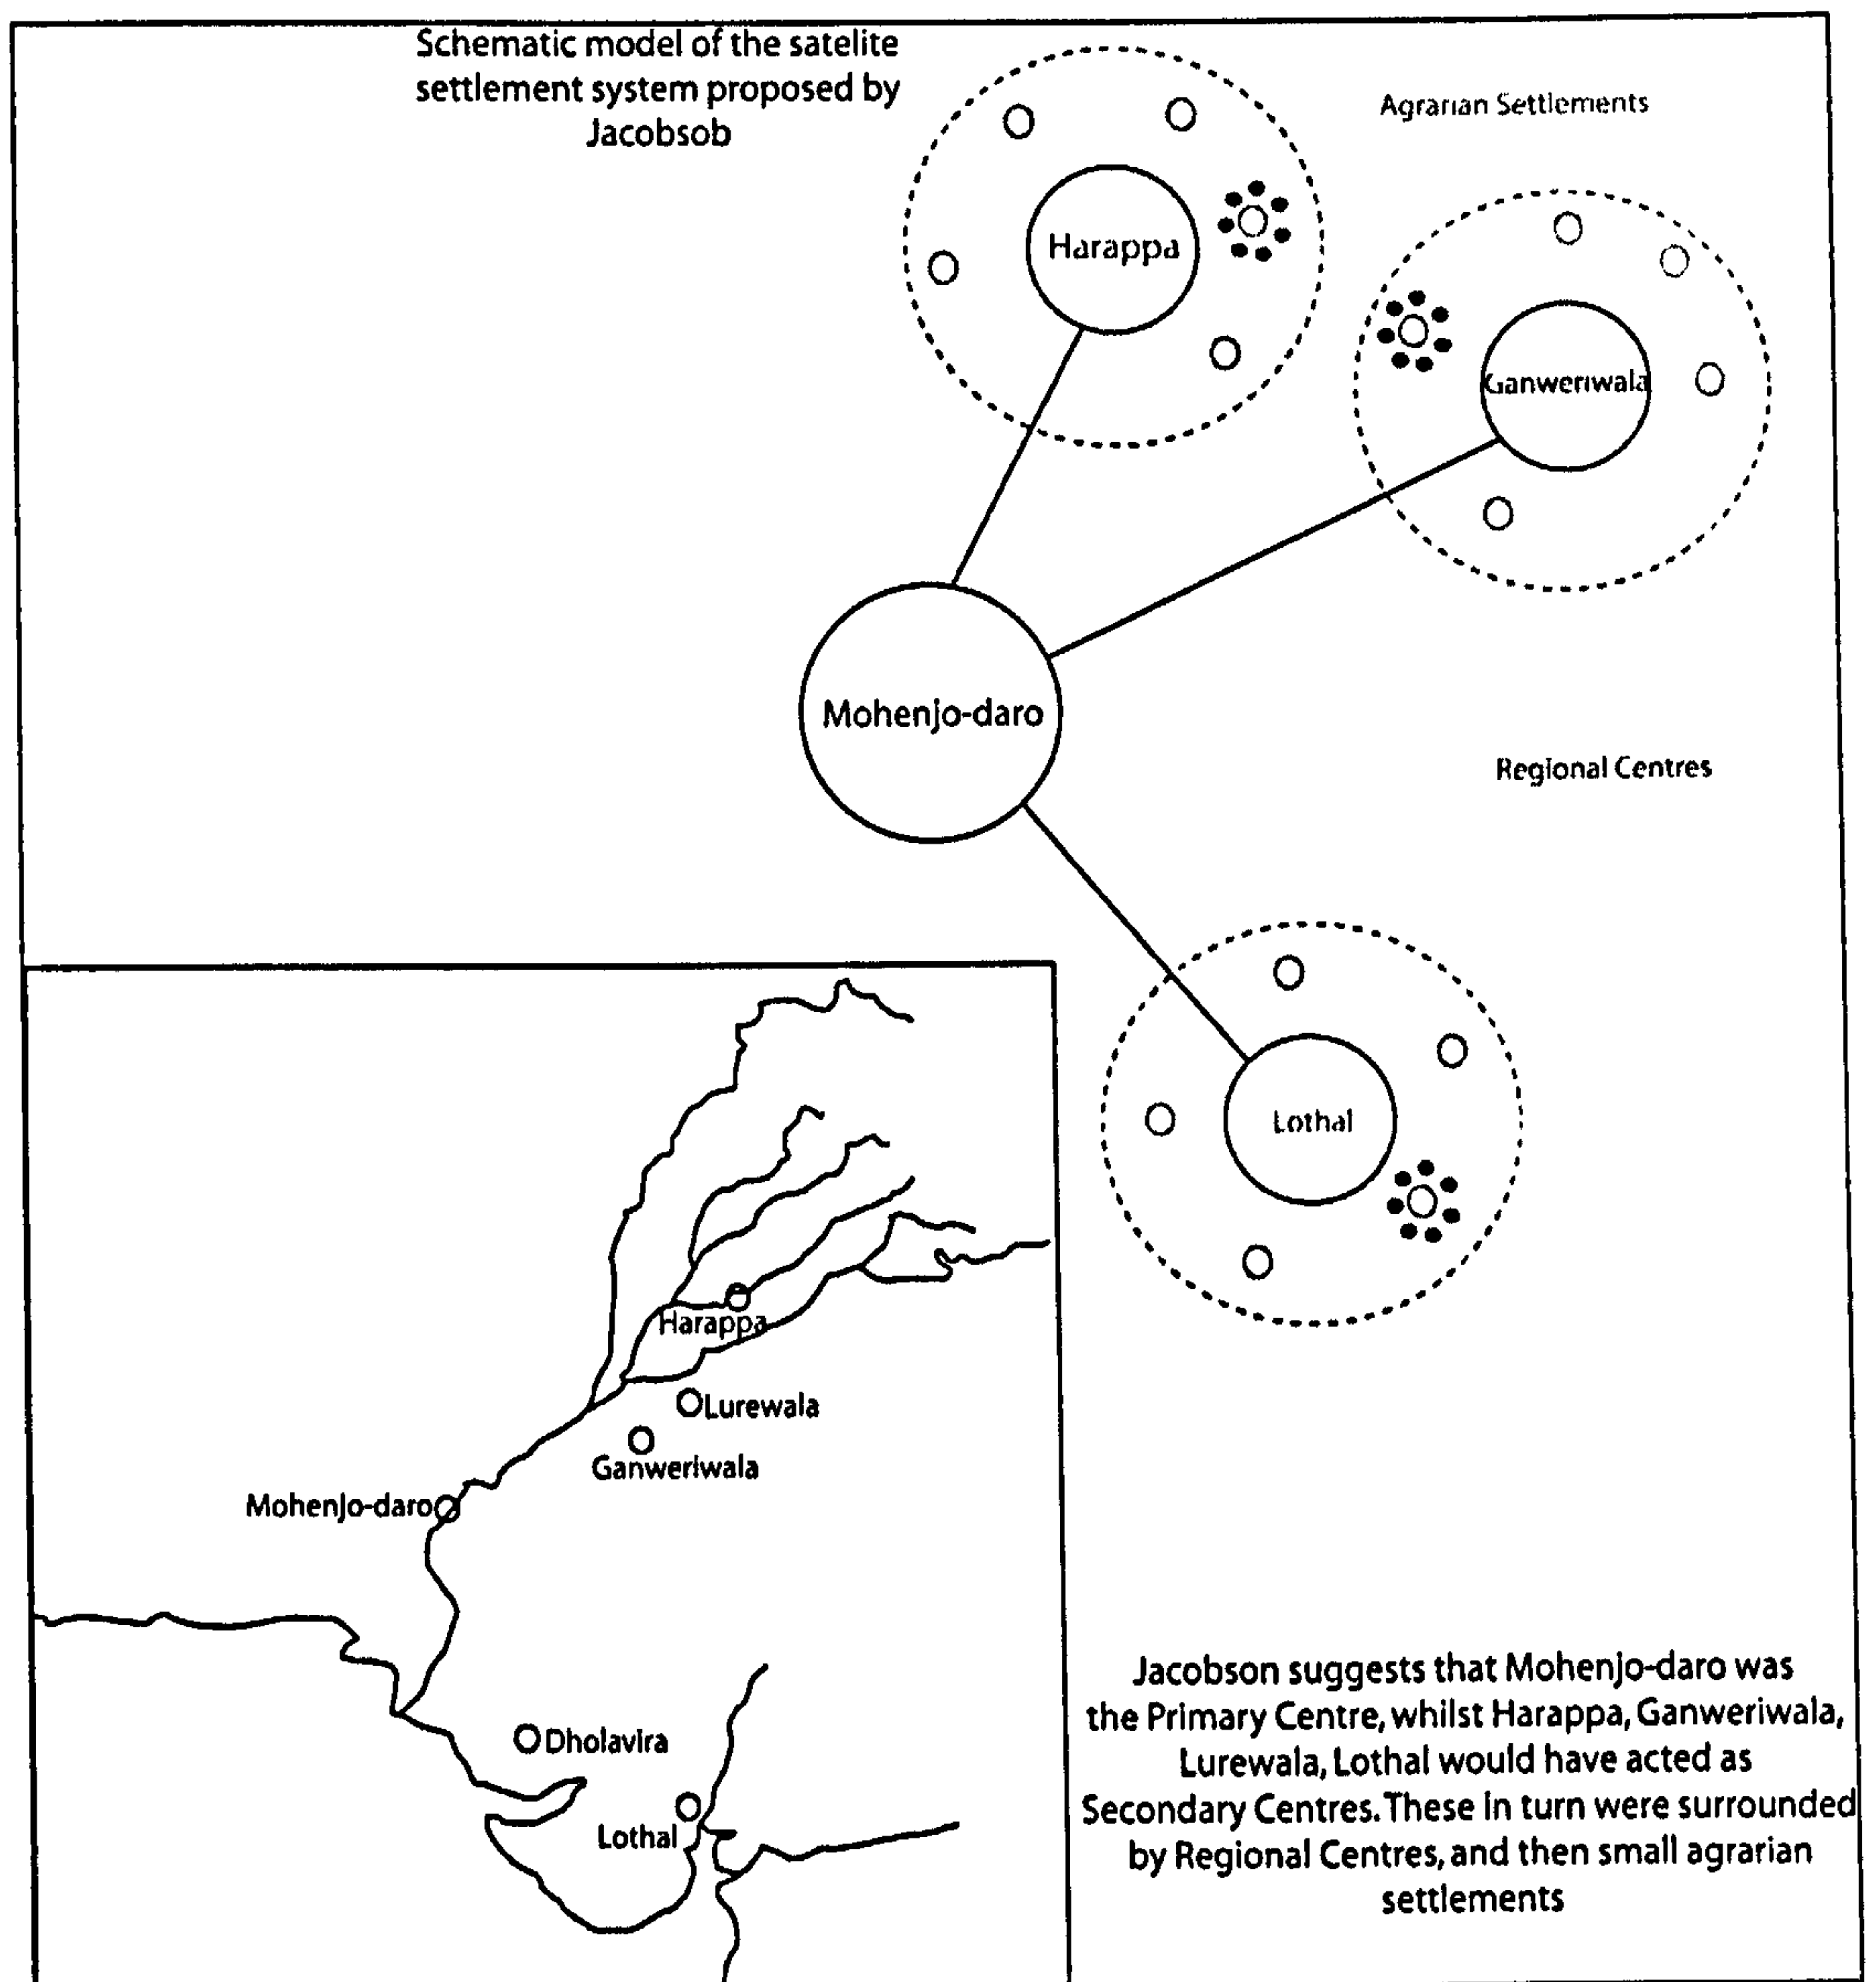 Schematic model of the satelite
settlement system proposed by
Jacobsob
Agrarian Settlements
Harappa
Ganweriwala
Mohenjo-daro
Regional Centres
Lothal
Harappa
Lurewala
Ganweriwala
Mohenjo-daro
Dholavira
Lothal
Jacobson suggests that Mohenjo-daro was
the Primary Centre, whilst Harappa, Ganweriwala,
Lurewala, Lothal would have acted as
Secondary Centres. These in turn were surrounded
by Regional Centres, and then small agrarian
settlements